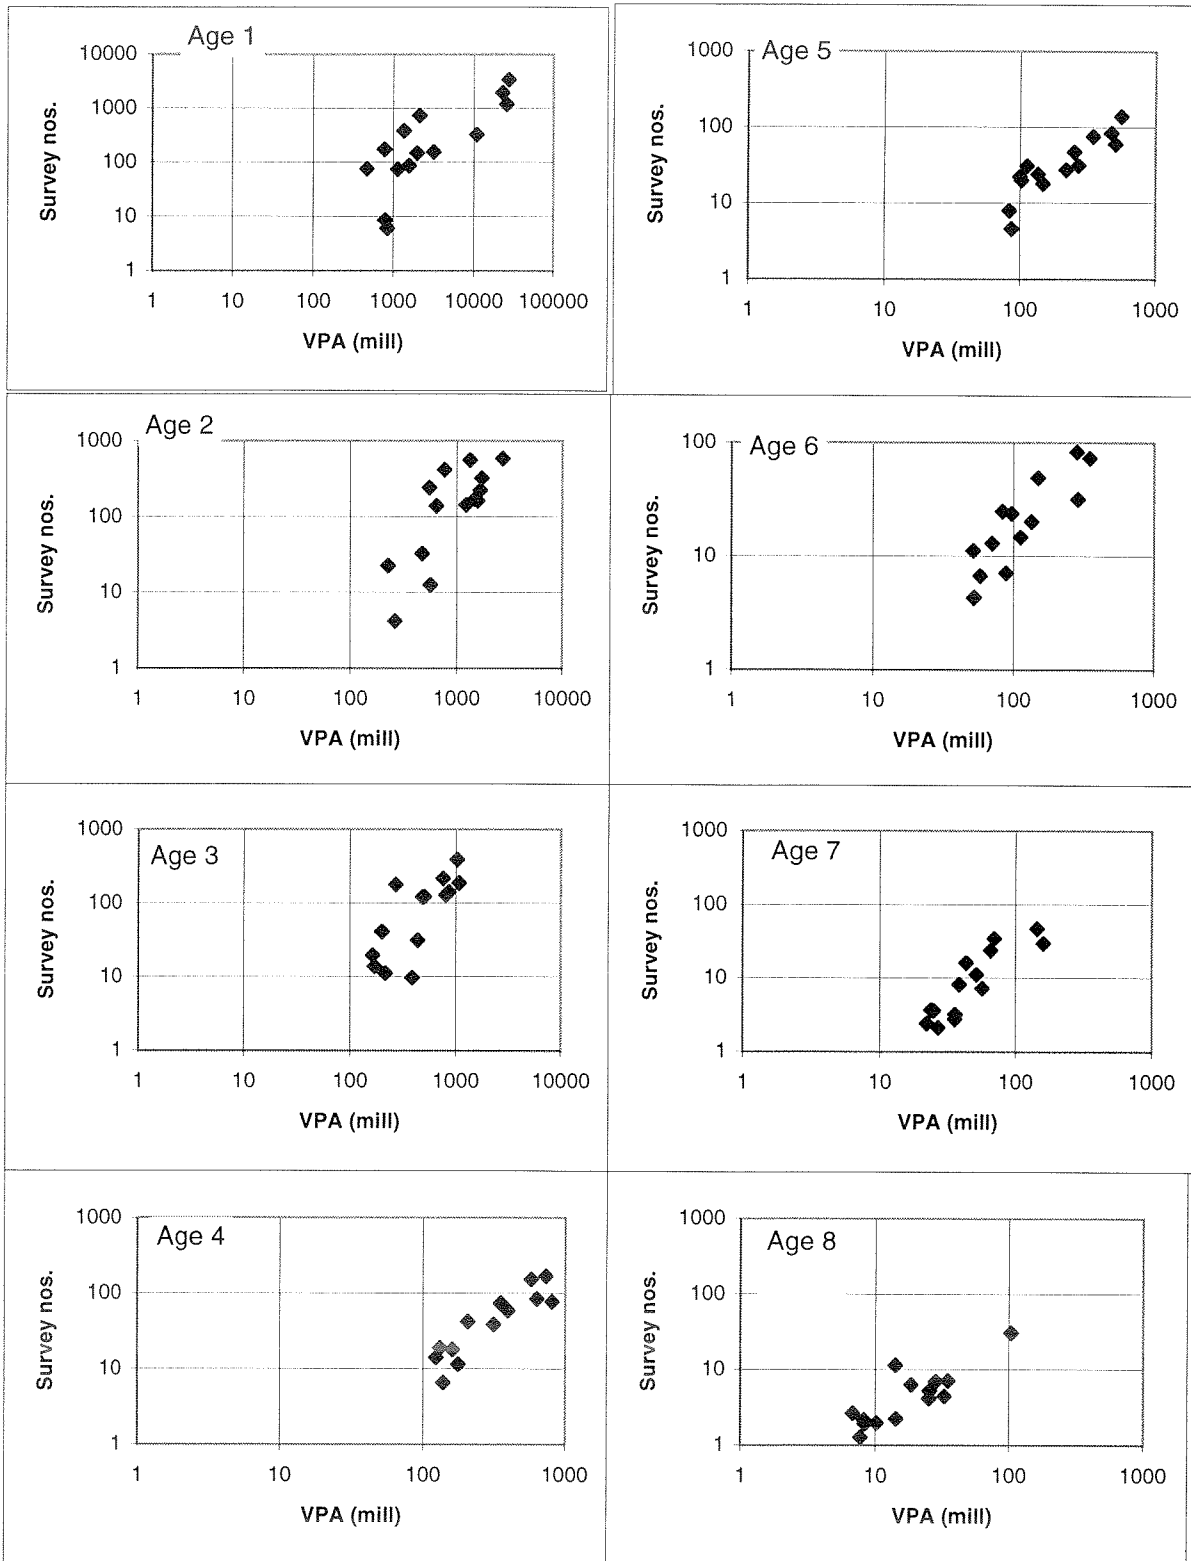 Age 1
10000
1000
100
10
1
Survey nos.
1 10 100 1000 10000 100000
VPA (mill)
Age 5
1000
100
10
1
Survey nos.
1 10 100 1000
VPA (mill)
Age 2
1000
100
10
1
Survey nos.
1 10 100 1000 10000
VPA (mill)
Age 6
100
10
1
Survey nos.
1 10 100 1000
VPA (mill)
Age 3
1000
100
10
1
Survey nos.
1 10 100 1000 10000
VPA (mill)
Age 7
1000
100
10
1
Survey nos.
1 10 100 1000
VPA (mill)
Age 4
1000
100
10
1
Survey nos.
1 10 100 1000
VPA (mill)
Age 8
1000
100
10
1
Survey nos.
1 10 100 1000
VPA (mill)